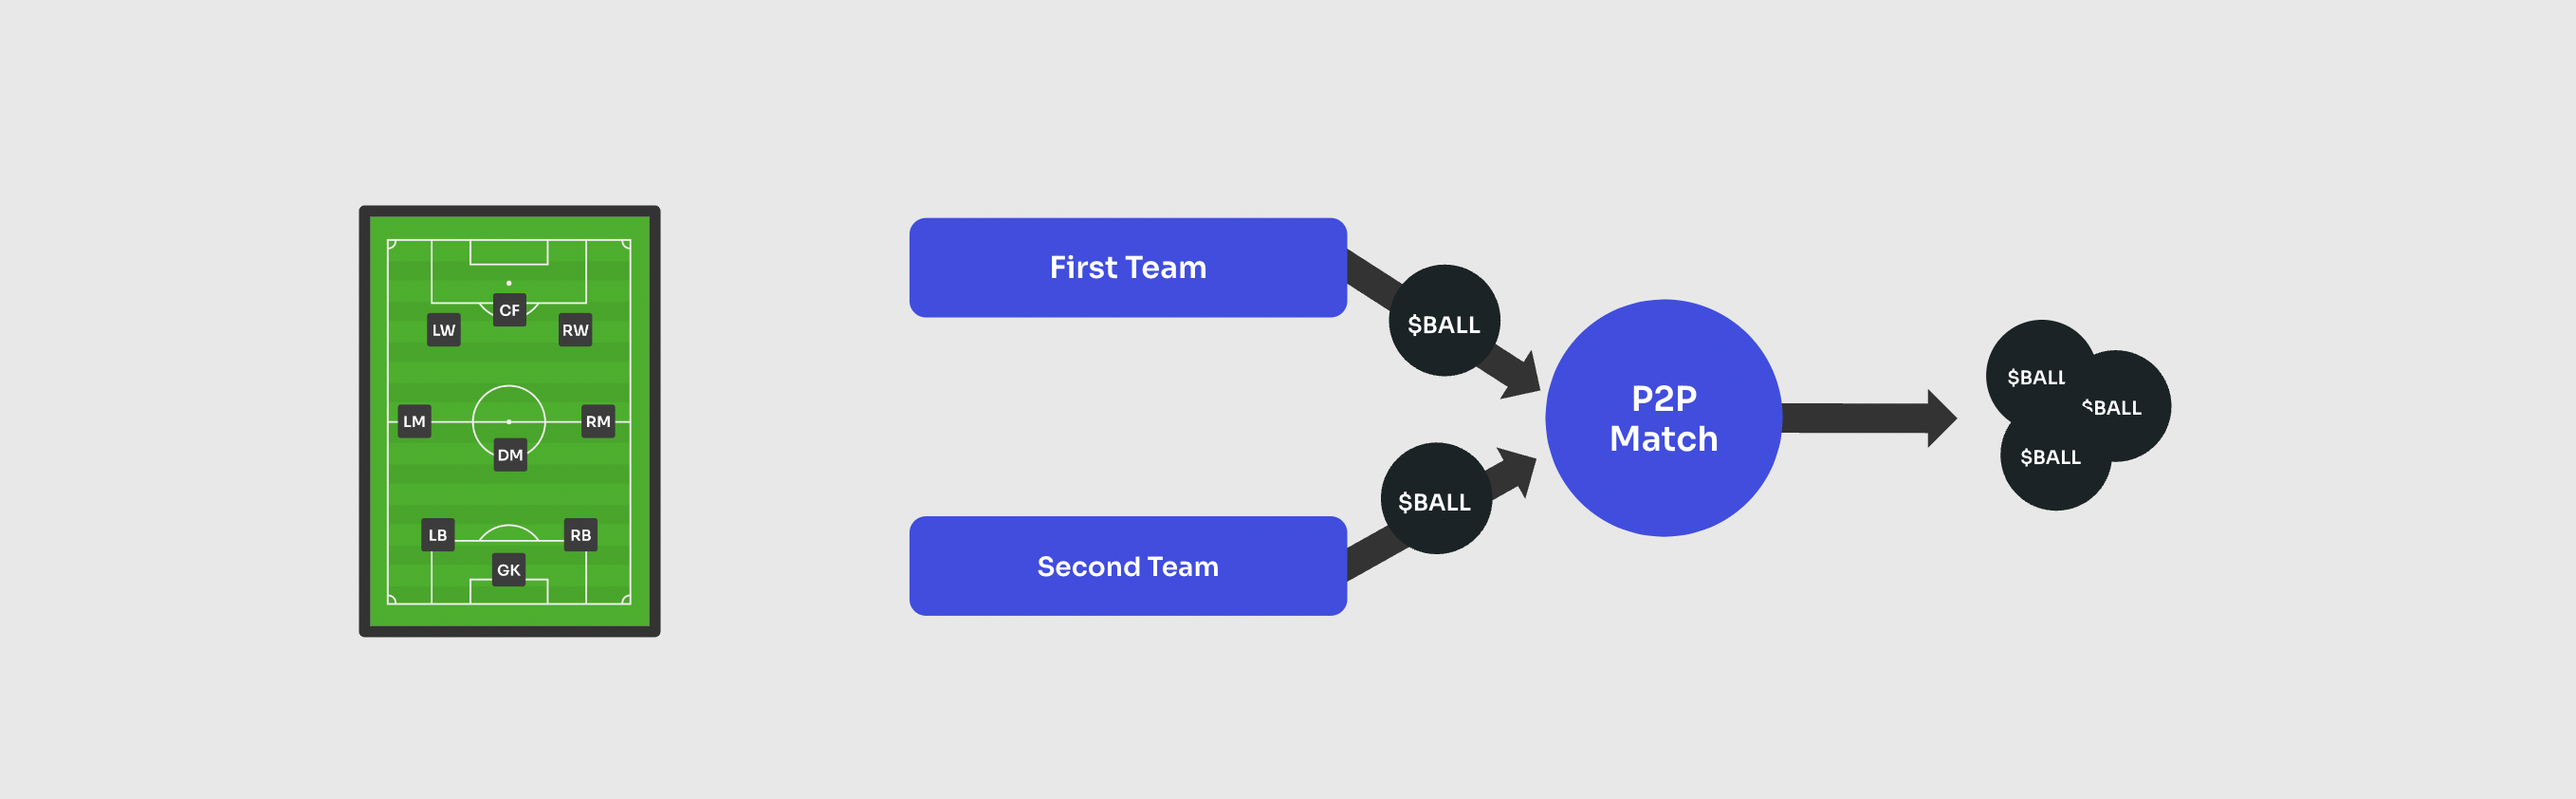 CF
LW
RW
LM
RM
DM
LB
RB
GK
First Team
$BALL
Second Team
$BALL
P2P
Match
$BALL
$BALL
$BALL